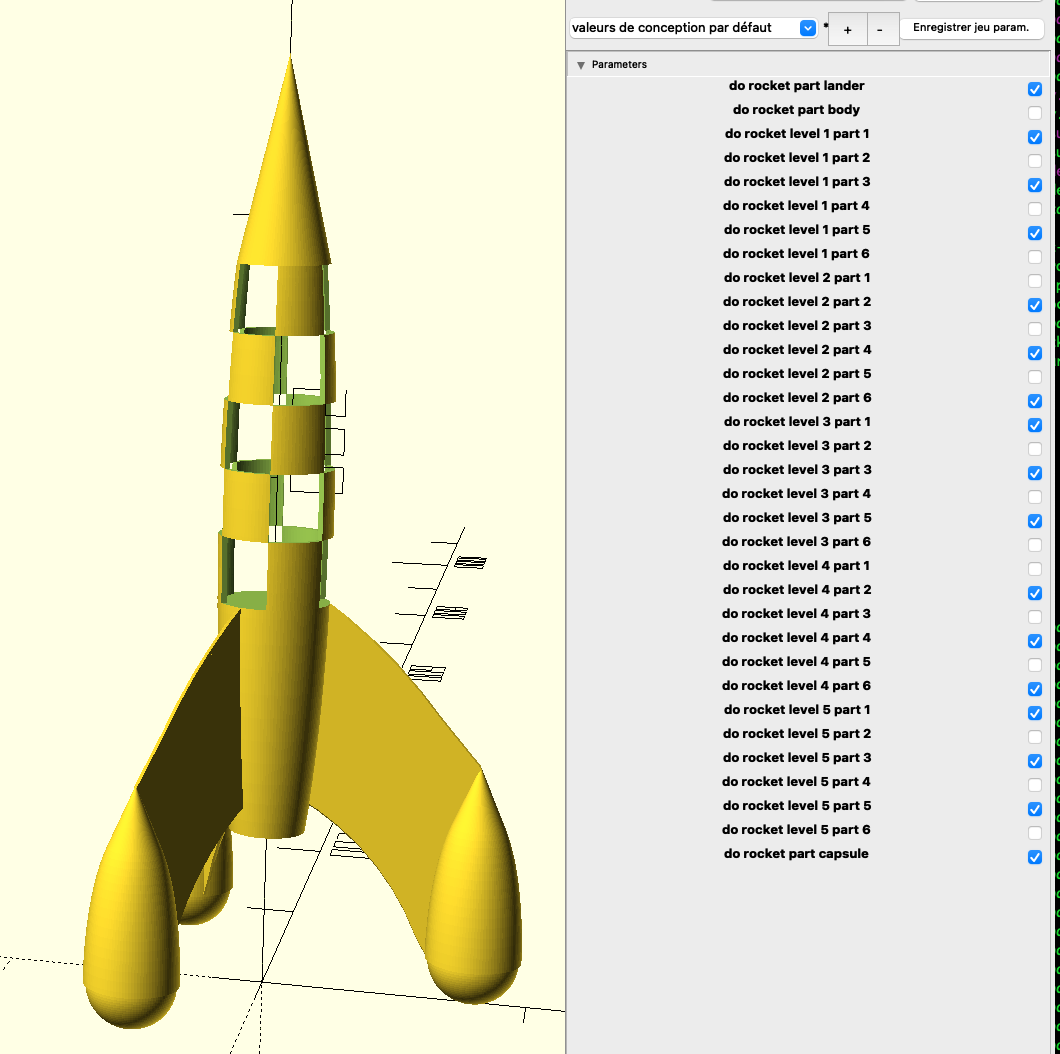 valeurs de conception par défaut * + - Enregistrer jeu param.
Parameters
do rocket part lander
do rocket part body
do rocket level 1 part 1
do rocket level 1 part 2
do rocket level 1 part 3
do rocket level 1 part 4
do rocket level 1 part 5
do rocket level 1 part 6
do rocket level 2 part 1
do rocket level 2 part 2
do rocket level 2 part 3
do rocket level 2 part 4
do rocket level 2 part 5
do rocket level 2 part 6
do rocket level 3 part 1
do rocket level 3 part 2
do rocket level 3 part 3
do rocket level 3 part 4
do rocket level 3 part 5
do rocket level 3 part 6
do rocket level 4 part 1
do rocket level 4 part 2
do rocket level 4 part 3
do rocket level 4 part 4
do rocket level 4 part 5
do rocket level 4 part 6
do rocket level 5 part 1
do rocket level 5 part 2
do rocket level 5 part 3
do rocket level 5 part 4
do rocket level 5 part 5
do rocket level 5 part 6
do rocket part capsule